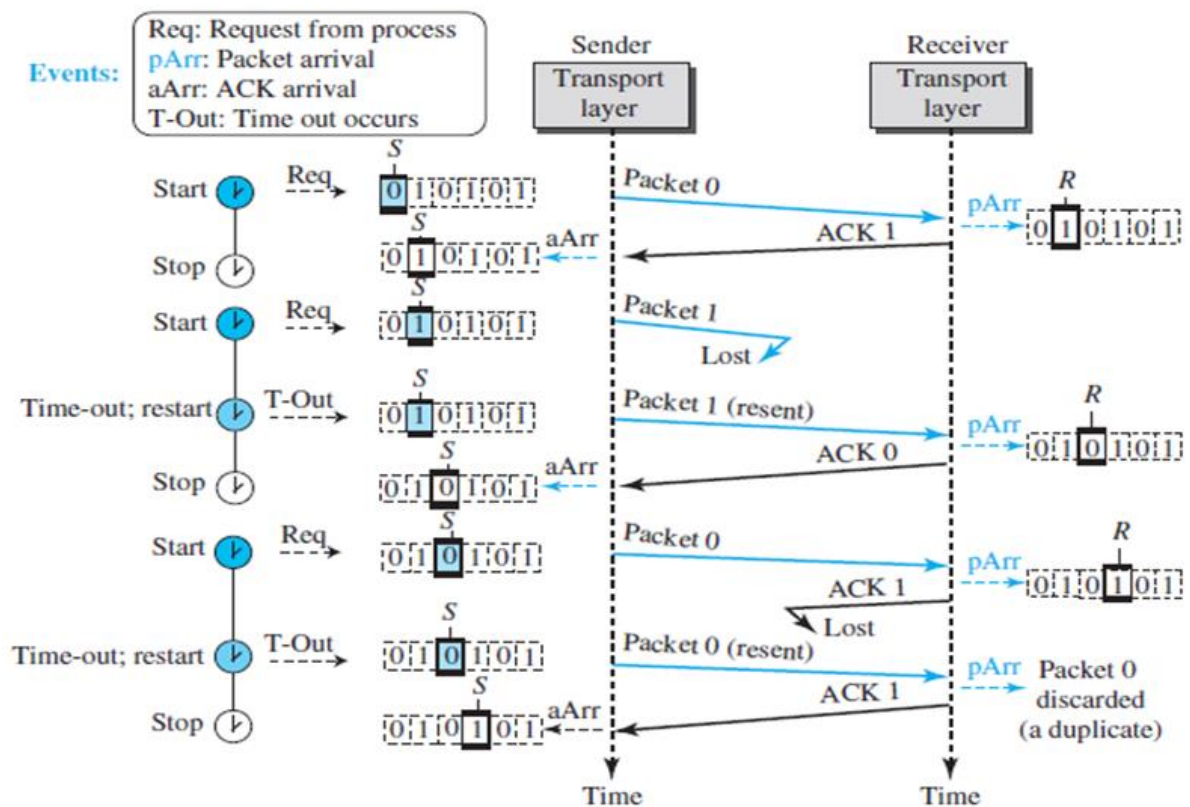 Events:
Req: Request from process
pArr: Packet arrival
aArr: ACK arrival
T-Out: Time out occurs
Sender
Transport
layer
Receiver
Transport
layer
Start
Req
S
0 1 0 1 0 1
Packet 0
pArr
R
0 1 0 1 0 1
Stop
S
0 1 0 1 0 1
aArr
ACK 1
Start
Req
S
0 1 0 1 0 1
Packet 1
Lost
Time-out; restart
T-Out
S
0 1 0 1 0 1
Packet 1 (resent)
pArr
R
0 1 0 1 0 1
Stop
S
0 1 0 1 0 1
aArr
ACK 0
Start
Req
S
0 1 0 1 0 1
Packet 0
pArr
R
0 1 0 1 0 1
ACK 1
Lost
Time-out; restart
T-Out
S
0 1 0 1 0 1
Packet 0 (resent)
pArr
Packet 0
discarded
(a duplicate)
Stop
S
0 1 0 1 0 1
aArr
ACK 1
Time
Time